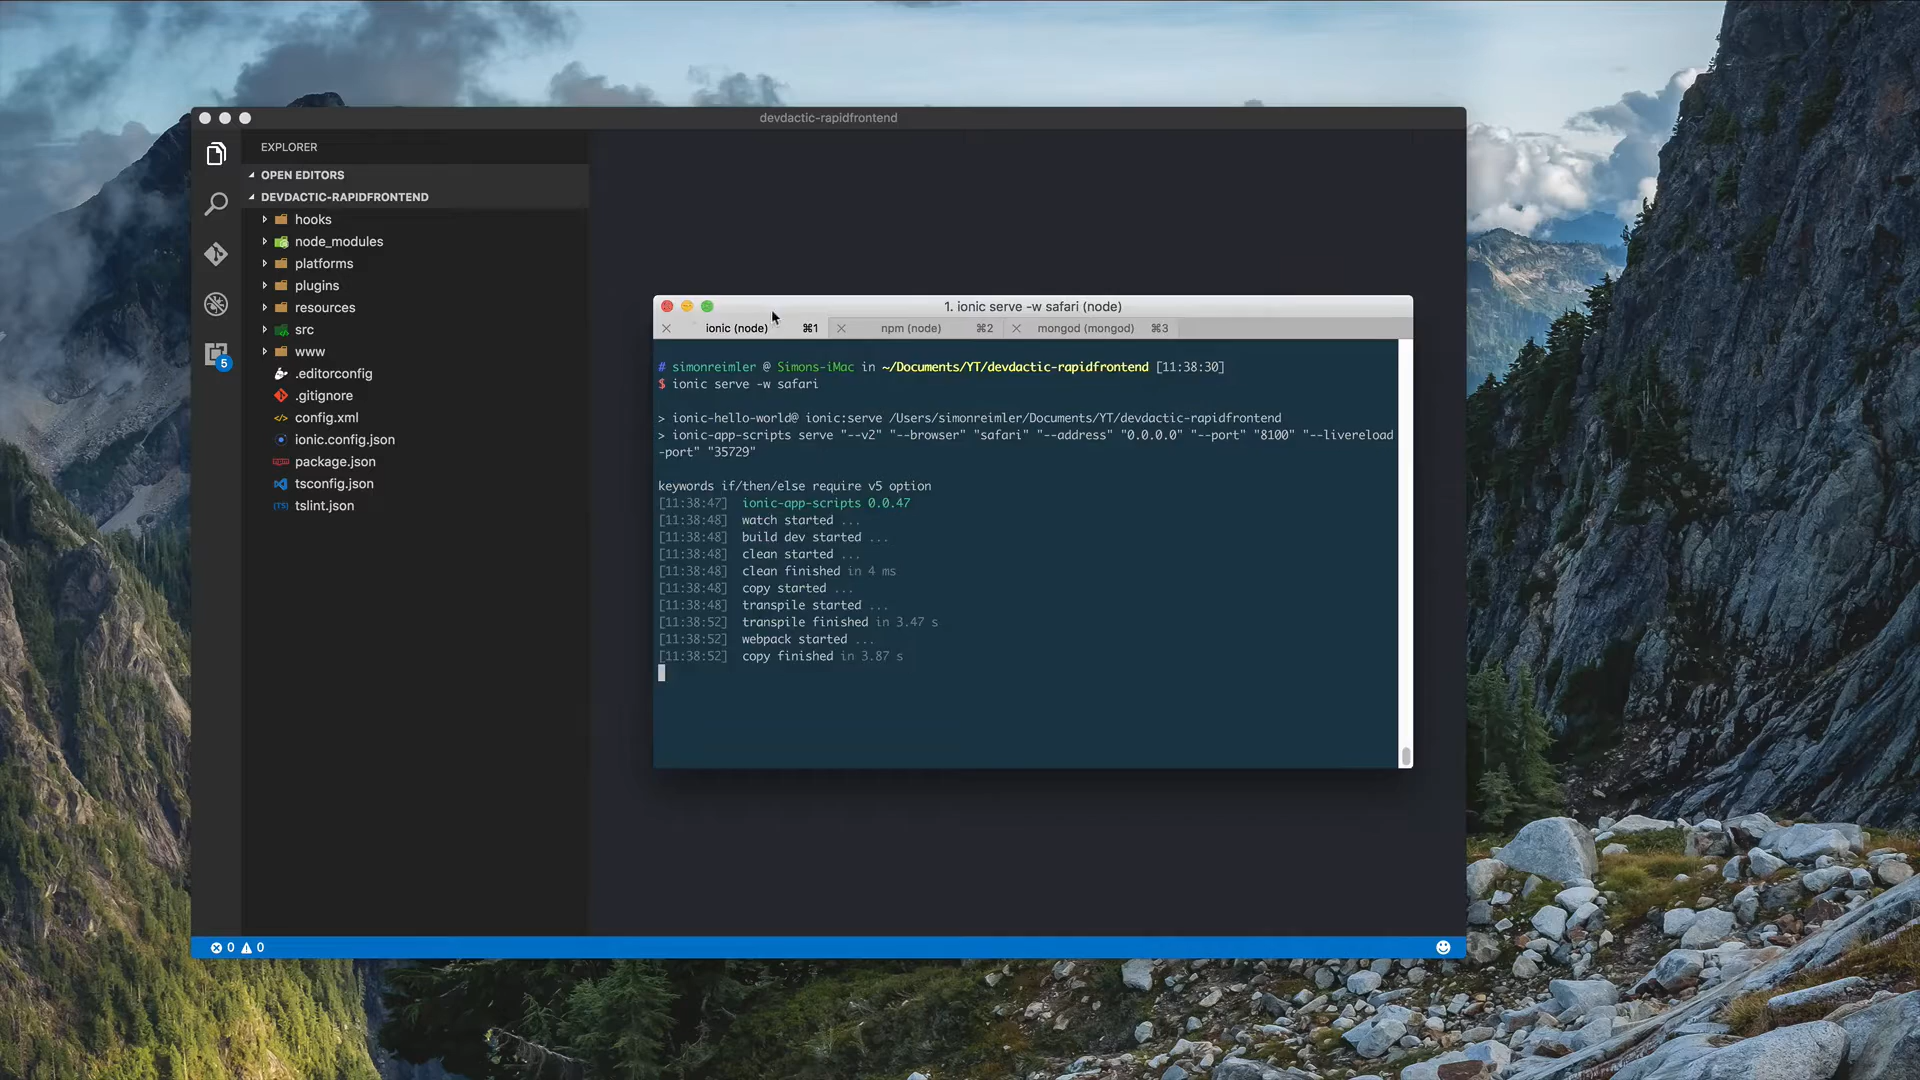 devdactic-rapidfrontend
EXPLORER
OPEN EDITORS
DEVDACTIC-RAPIDFRONTEND
hooks
node_modules
platforms
plugins
resources
src
www
.editorconfig
.gitignore
config.xml
ionic.config.json
package.json
tsconfig.json
TS tslint.json
5
0 0
1. ionic serve -w safari (node)
ionic (node) ⌘1 npm (node) ⌘2 mongod (mongod) ⌘3
# simonreimler @ Simons-iMac in ~/Documents/YT/devdactic-rapidfrontend [11:38:30]
$ ionic serve -w safari
> ionic-hello-world@ ionic:serve /Users/simonreimler/Documents/YT/devdactic-rapidfrontend
> ionic-app-scripts serve "--v2" "--browser" "safari" "--address" "0.0.0.0" "--port" "8100" "--livereload
-port" "35729"
keywords if/then/else require v5 option
[11:38:47] ionic-app-scripts 0.0.47
[11:38:48] watch started ...
[11:38:48] build dev started ...
[11:38:48] clean started ...
[11:38:48] clean finished in 4 ms
[11:38:48] copy started ...
[11:38:48] transpile started ...
[11:38:52] transpile finished in 3.47 s
[11:38:52] webpack started ...
[11:38:52] copy finished in 3.87 s